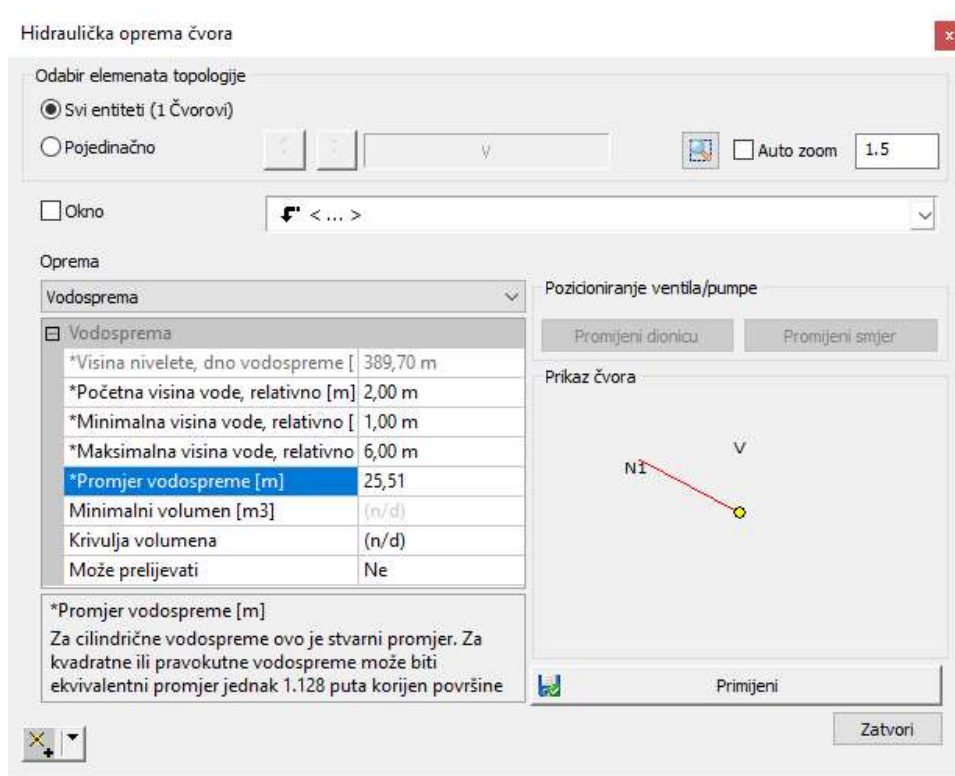 Hidraulička oprema čvora
x
Odabir elemenata topologije
Svi entiteti (1 Čvorovi)
Pojedinačno
V
Auto zoom
1.5
Okno
< ... >
Oprema
Vodosprema
Vodosprema
*Visina nivelete, dno vodospreme [ 389,70 m
*Početna visina vode, relativno [m] 2,00 m
*Minimalna visina vode, relativno [ 1,00 m
*Maksimalna visina vode, relativno 6,00 m
*Promjer vodospreme [m] 25,51
Minimalni volumen [m3] (n/d)
Krivulja volumena (n/d)
Može prelijevati Ne
*Promjer vodospreme [m]
Za cilindrične vodospreme ovo je stvarni promjer. Za
kvadratne ili pravokutne vodospreme može biti
ekvivalentni promjer jednak 1.128 puta korijen površine
Pozicioniranje ventila/pumpe
Promijeni dionicu Promijeni smjer
Prikaz čvora
V
N1
Primijeni
Zatvori